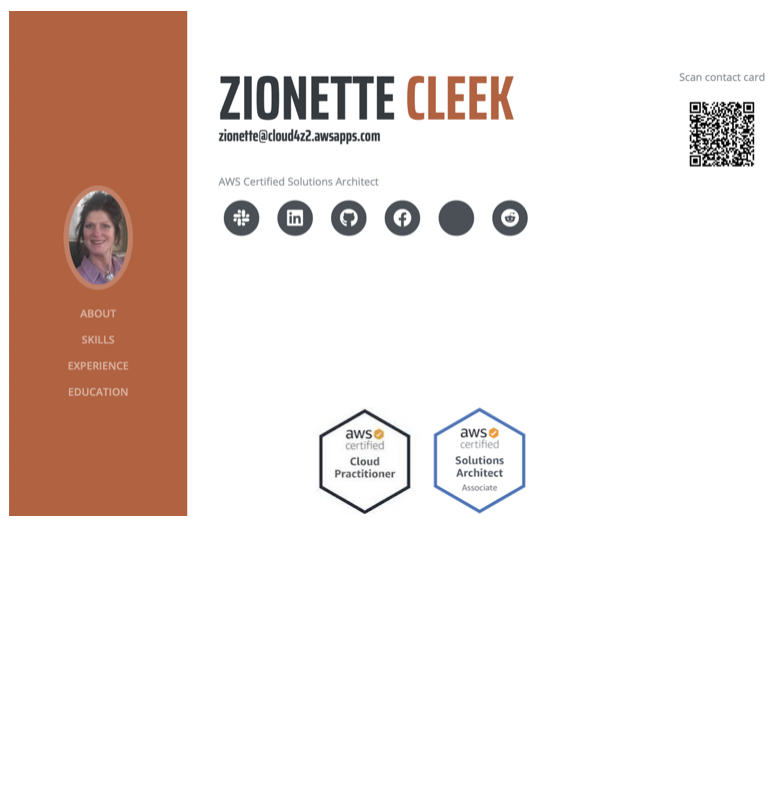 ABOUT
SKILLS
EXPERIENCE
EDUCATION
ZIONETTE CLEEK
zionette@cloud4z2.awsapps.com
AWS Certified Solutions Architect
in
Scan contact card
aws
certified
Cloud
Practitioner
aws
certified
Solutions
Architect
Associate